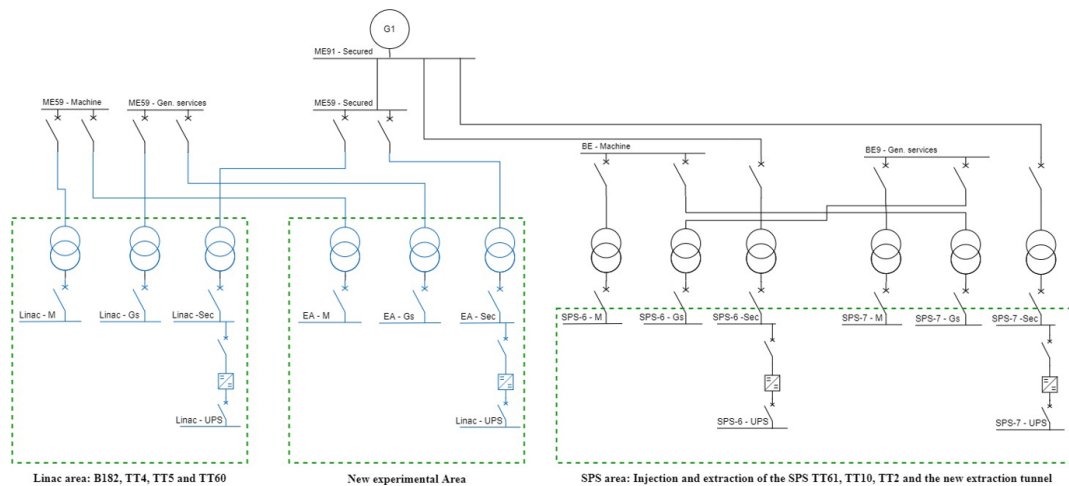 G1
ME91 - Secured
ME59 - Machine
ME59 - Gen. services
ME59 - Secured
BE - Machine
BE9 - Gen. services
Linac - M
Linac - Gs
Linac -Sec
EA - M
EA - Gs
EA - Sec
SPS-6 - M
SPS-6 - Gs
SPS-6 -Sec
SPS-7 - M
SPS-7 - Gs
SPS-7 -Sec
Linac - UPS
Linac - UPS
SPS-6 - UPS
SPS-7 - UPS
Linac area: B182, TT4, TT5 and TT60
New experimental Area
SPS area: Injection and extraction of the SPS TT61, TT10, TT2 and the new extraction tunnel